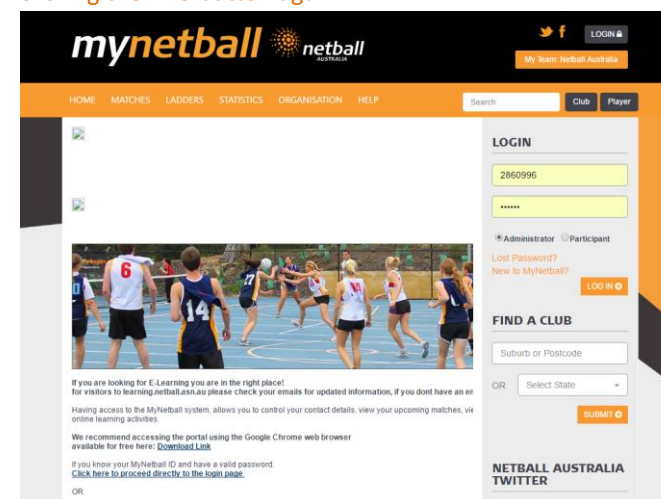 mynetball netball
AUSTRALIA
LOGIN
My Team: Netball Australia
HOME MATCHES LADDERS STATISTICS ORGANISATION HELP
Search Club Player
LOGIN
2860996
••••••
Administrator Participant
Lost Password?
New to MyNetball?
LOG IN
FIND A CLUB
Suburb or Postcode
OR Select State
SUBMIT
NETBALL AUSTRALIA
TWITTER
6
14
27
If you are looking for E-Learning you are in the right place!
for visitors to learning.netball.asn.au please check your emails for updated information, if you dont have an en
Having access to the MyNetball system, allows you to control your contact details, view your upcoming matches, vie
online learning activities.
We recommend accessing the portal using the Google Chrome web browser
available for free here: Download Link
If you know your MyNetball ID and have a valid password.
Click here to proceed directly to the login page.
OR